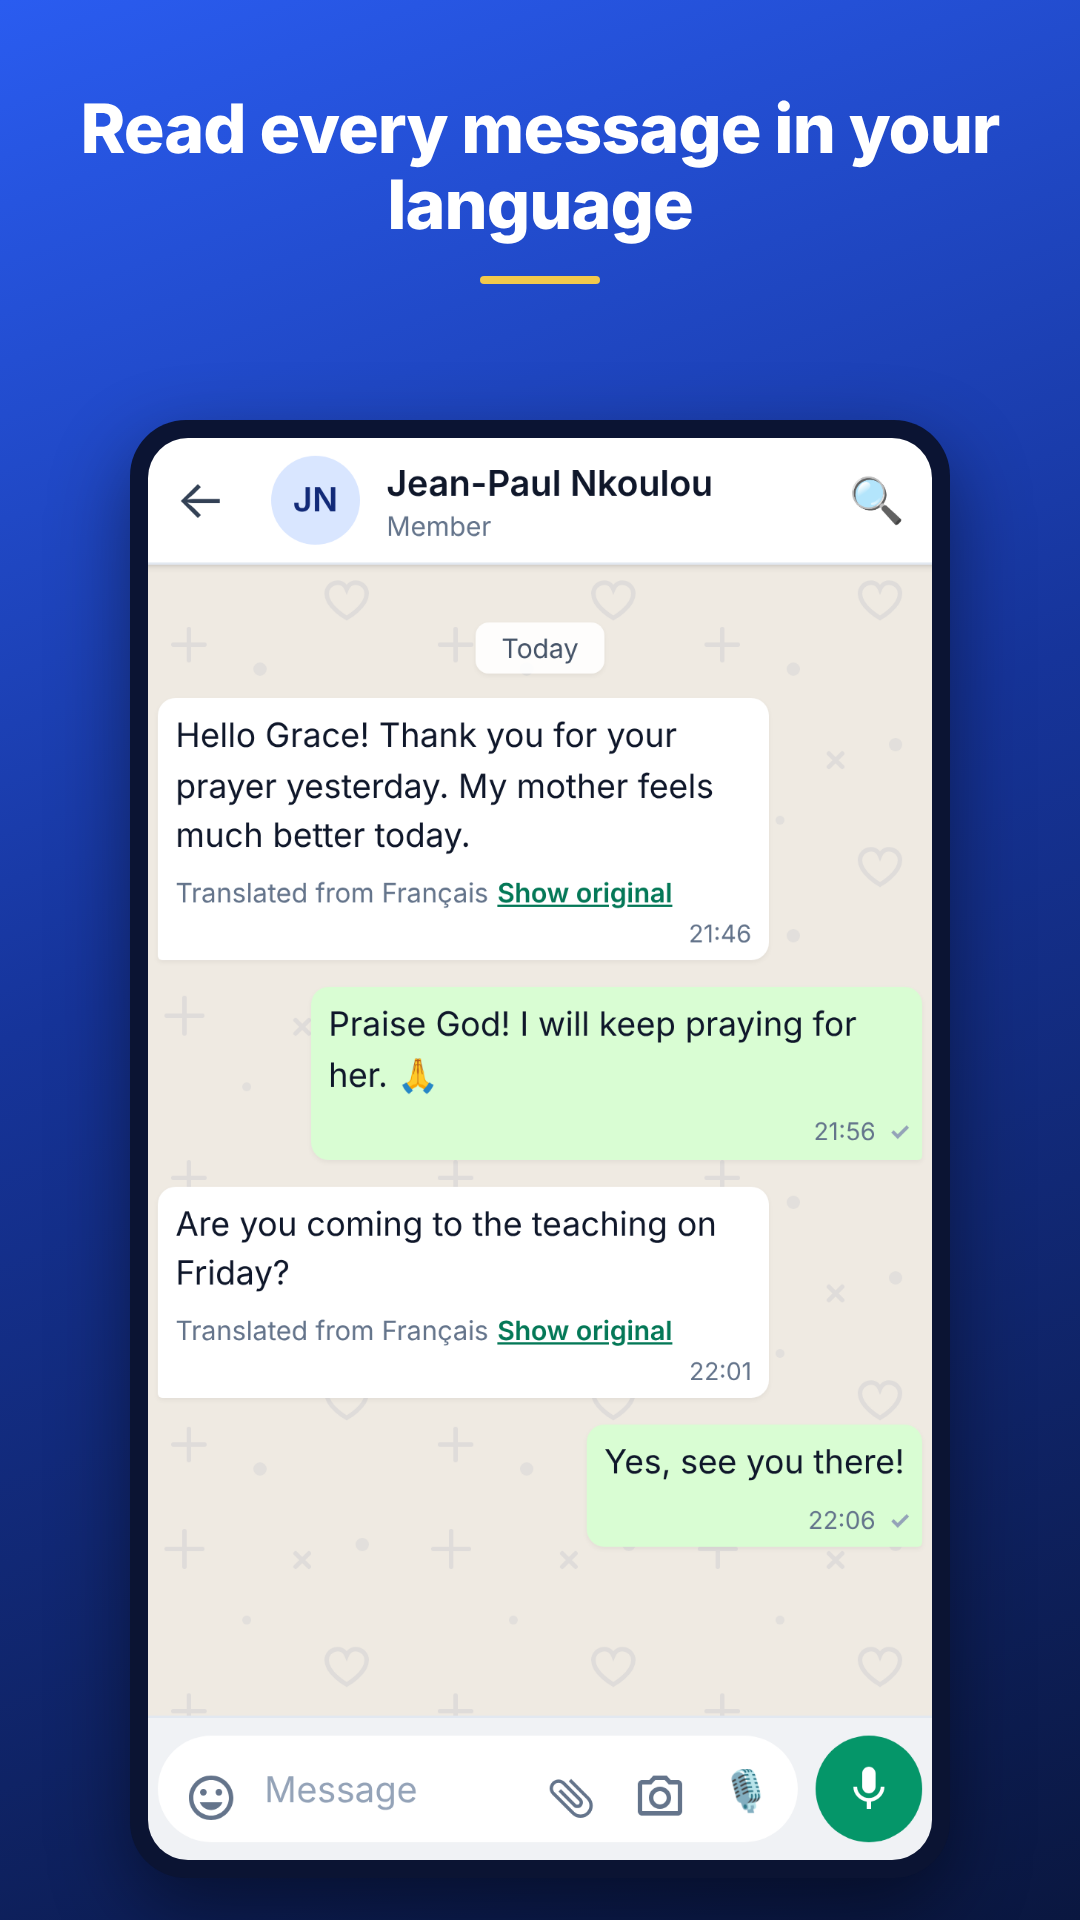 Read every message in your
language
JN
Jean-Paul Nkoulou
Member
Today
Hello Grace! Thank you for your
prayer yesterday. My mother feels
much better today.
Translated from Français Show original
21:46
Praise God! I will keep praying for
her. 🙏
21:56
Are you coming to the teaching on
Friday?
Translated from Français Show original
22:01
Yes, see you there!
22:06
Message